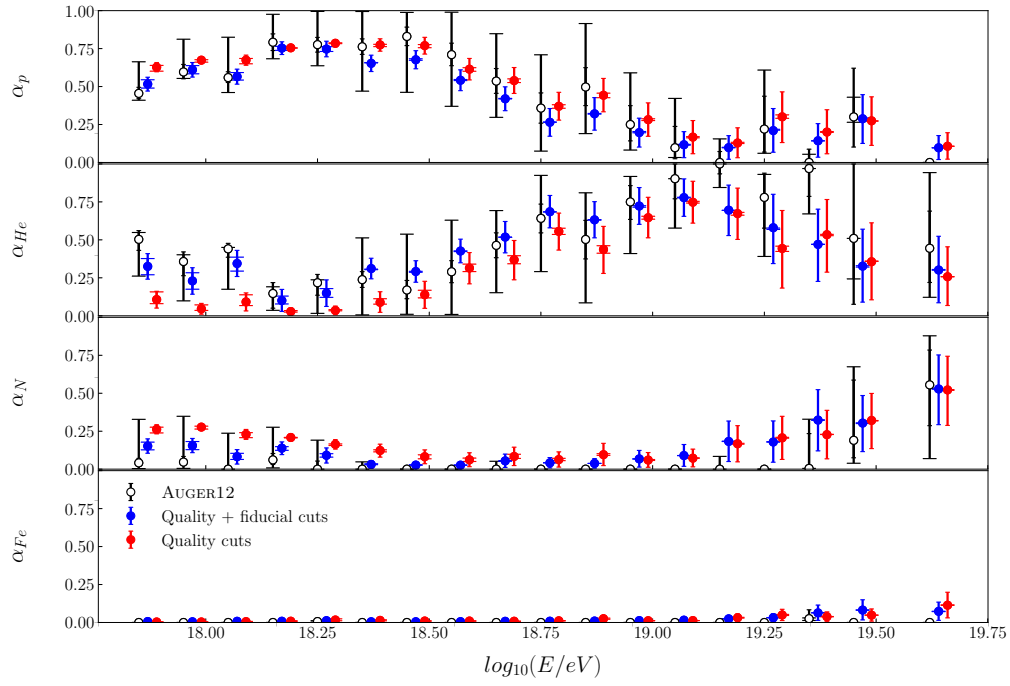 1.00
0.75
0.50
0.25
0.00
α_p
0.75
0.50
0.25
0.00
α_He
0.75
0.50
0.25
0.00
α_N
0.75
0.50
0.25
0.00
α_Fe
AUGER12
Quality + fiducial cuts
Quality cuts
18.00 18.25 18.50 18.75 19.00 19.25 19.50 19.75
log₁₀(E/eV)